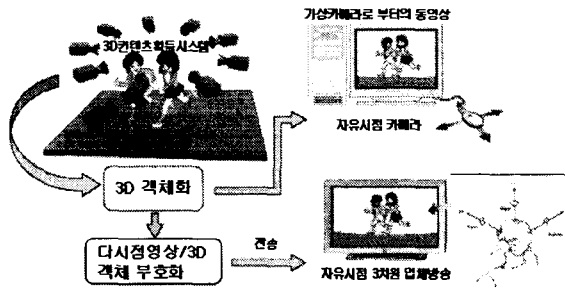 3D컨텐츠획득시스템
가상카메라로 부터의 동영상
자유시점 카메라
3D 객체화
다시점영상/3D
객체 부호화
전송
자유시점 3차원 입체방송